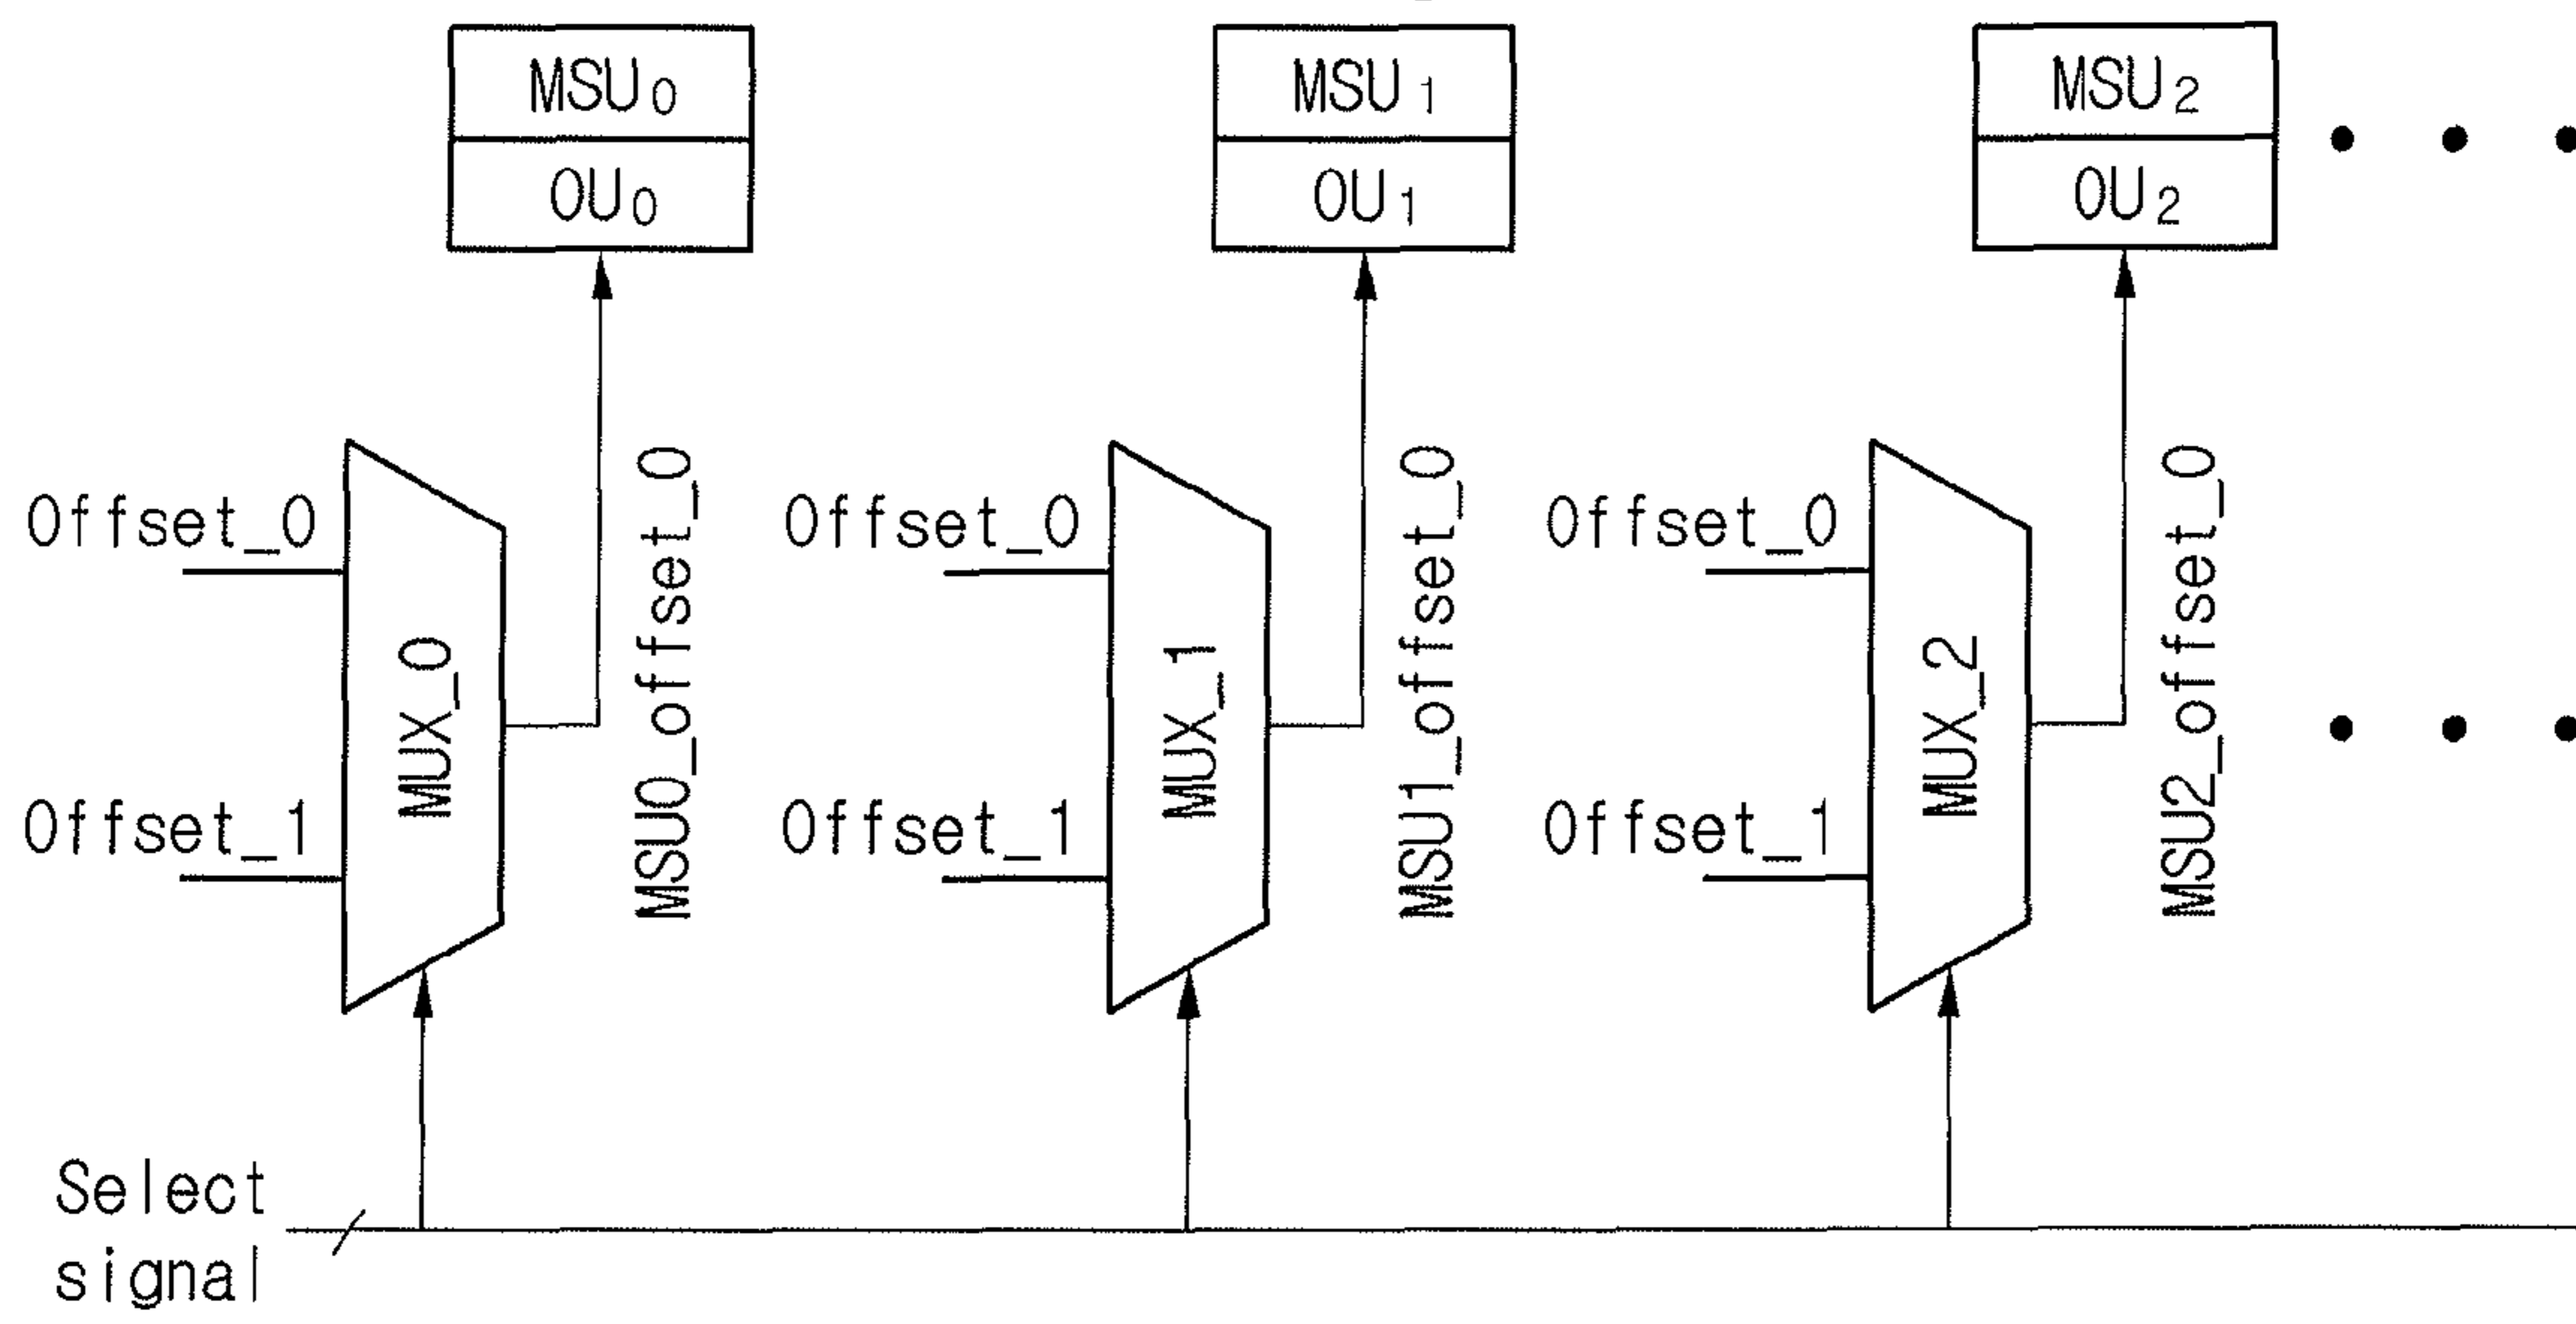 MSU0
OU0
MSU1
OU1
MSU2
OU2
Offset_0
Offset_1
MUX_0
MSU0_offset_0
Offset_0
Offset_1
MUX_1
MSU1_offset_0
Offset_0
Offset_1
MUX_2
MSU2_offset_0
Select
signal